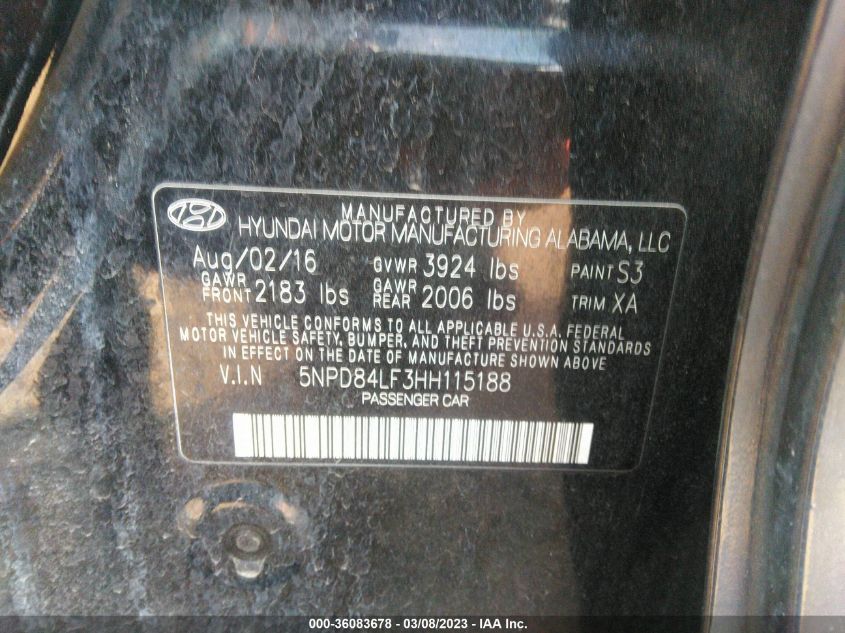 MANUFACTURED BY
HYUNDAI MOTOR MANUFACTURING ALABAMA, LLC
Aug/02/16 GVWR 3924 lbs PAINT S3
GAWR FRONT 2183 lbs GAWR REAR 2006 lbs TRIM XA
THIS VEHICLE CONFORMS TO ALL APPLICABLE U.S.A. FEDERAL
MOTOR VEHICLE SAFETY, BUMPER, AND THEFT PREVENTION STANDARDS
IN EFFECT ON THE DATE OF MANUFACTURE SHOWN ABOVE
V.I.N 5NPD84LF3HH115188
PASSENGER CAR
000-36083678 - 03/08/2023 - IAA Inc.